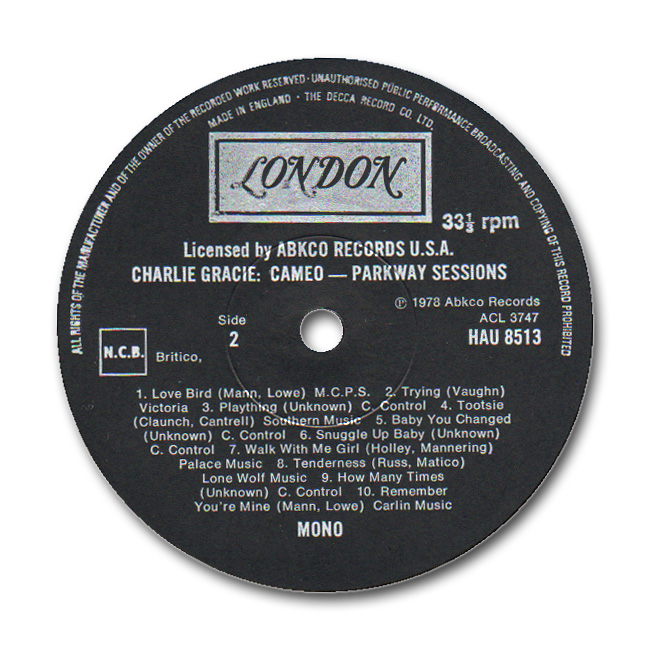 ALL RIGHTS OF THE MANUFACTURER AND OF THE OWNER OF THE RECORDED WORK RESERVED · UNAUTHORISED PUBLIC PERFORMANCE BROADCASTING AND COPYING OF THIS RECORD PROHIBITED
MADE IN ENGLAND · THE DECCA RECORD CO. LTD.
LONDON
33⅓ rpm
Licensed by ABKCO RECORDS U.S.A.
CHARLIE GRACIE: CAMEO — PARKWAY SESSIONS
℗ 1978 Abkco Records
ACL 3747
HAU 8513
Side
2
N.C.B.
Britico,
1. Love Bird (Mann, Lowe) M.C.P.S. 2. Trying (Vaughn)
Victoria 3. Plaything (Unknown) C. Control 4. Tootsie
(Claunch, Cantrell) Southern Music 5. Baby You Changed
(Unknown) C. Control 6. Snuggle Up Baby (Unknown)
C. Control 7. Walk With Me Girl (Holley, Mannering)
Palace Music 8. Tenderness (Russ, Matico)
Lone Wolf Music 9. How Many Times
(Unknown) C. Control 10. Remember
You're Mine (Mann, Lowe) Carlin Music
MONO